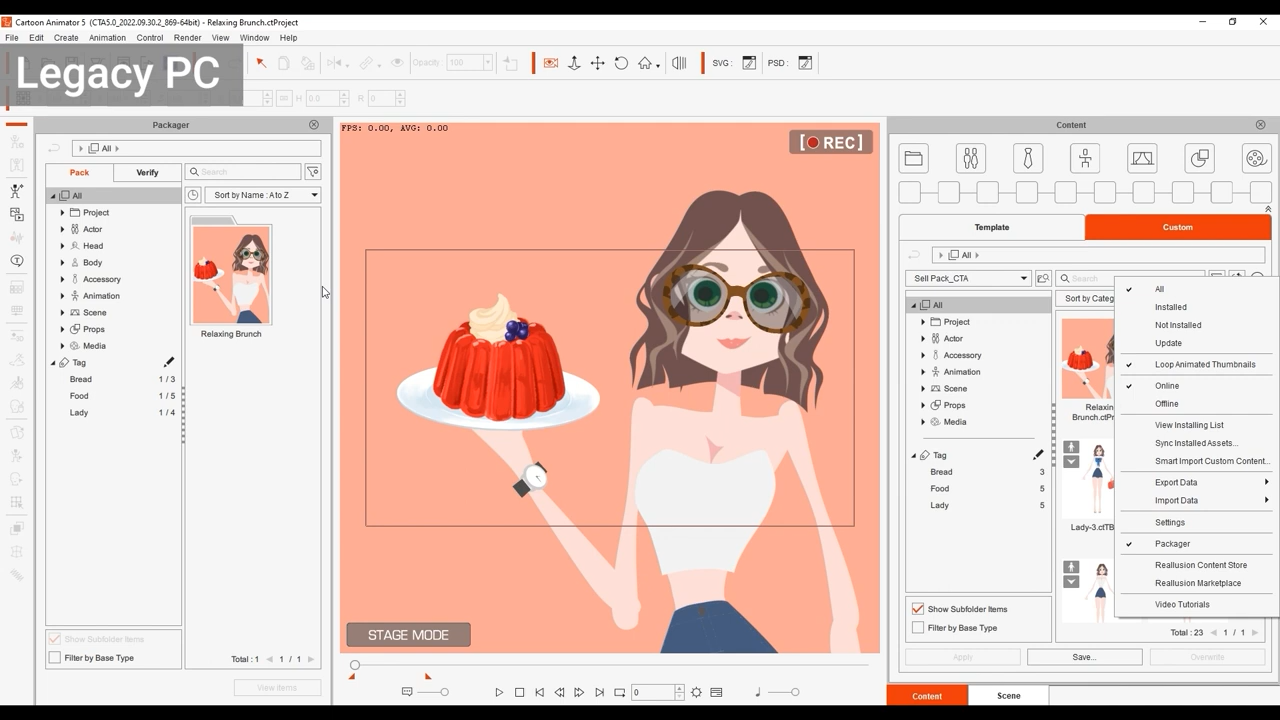 Cartoon Animator 5 (CTA5.0_2022.09.30.2_869-64bit) - Relaxing Brunch.ctProject
File Edit Create Animation Control Render View Window Help
Legacy PC
Opacity 100
SVG : PSD :
H 0.0 R 0
Packager
All
Pack Verify
Search
Sort by Name : A to Z
All
Project
Actor
Head
Body
Accessory
Animation
Scene
Props
Media
Tag
Bread 1 / 3
Food 1 / 5
Lady 1 / 4
Relaxing Brunch
Show Subfolder Items
Filter by Base Type
Total : 1 1 / 1
View Items
FPS: 0.00, AVG: 0.00
[ REC]
STAGE MODE
0
Content
Template Custom
All
Sell Pack_CTA
Search
Sort by Categ
All
Project
Actor
Accessory
Animation
Scene
Props
Media
Tag
Bread 3
Food 5
Lady 5
Relaxin
Brunch.ctPr
Lady-3.ctTB
All
Installed
Not Installed
Update
Loop Animated Thumbnails
Online
Offline
View Installing List
Sync Installed Assets...
Smart Import Custom Content...
Export Data
Import Data
Settings
Packager
Reallusion Content Store
Reallusion Marketplace
Video Tutorials
Show Subfolder Items
Filter by Base Type
Total : 23 1 / 1
Apply Save... Overwrite
Content Scene